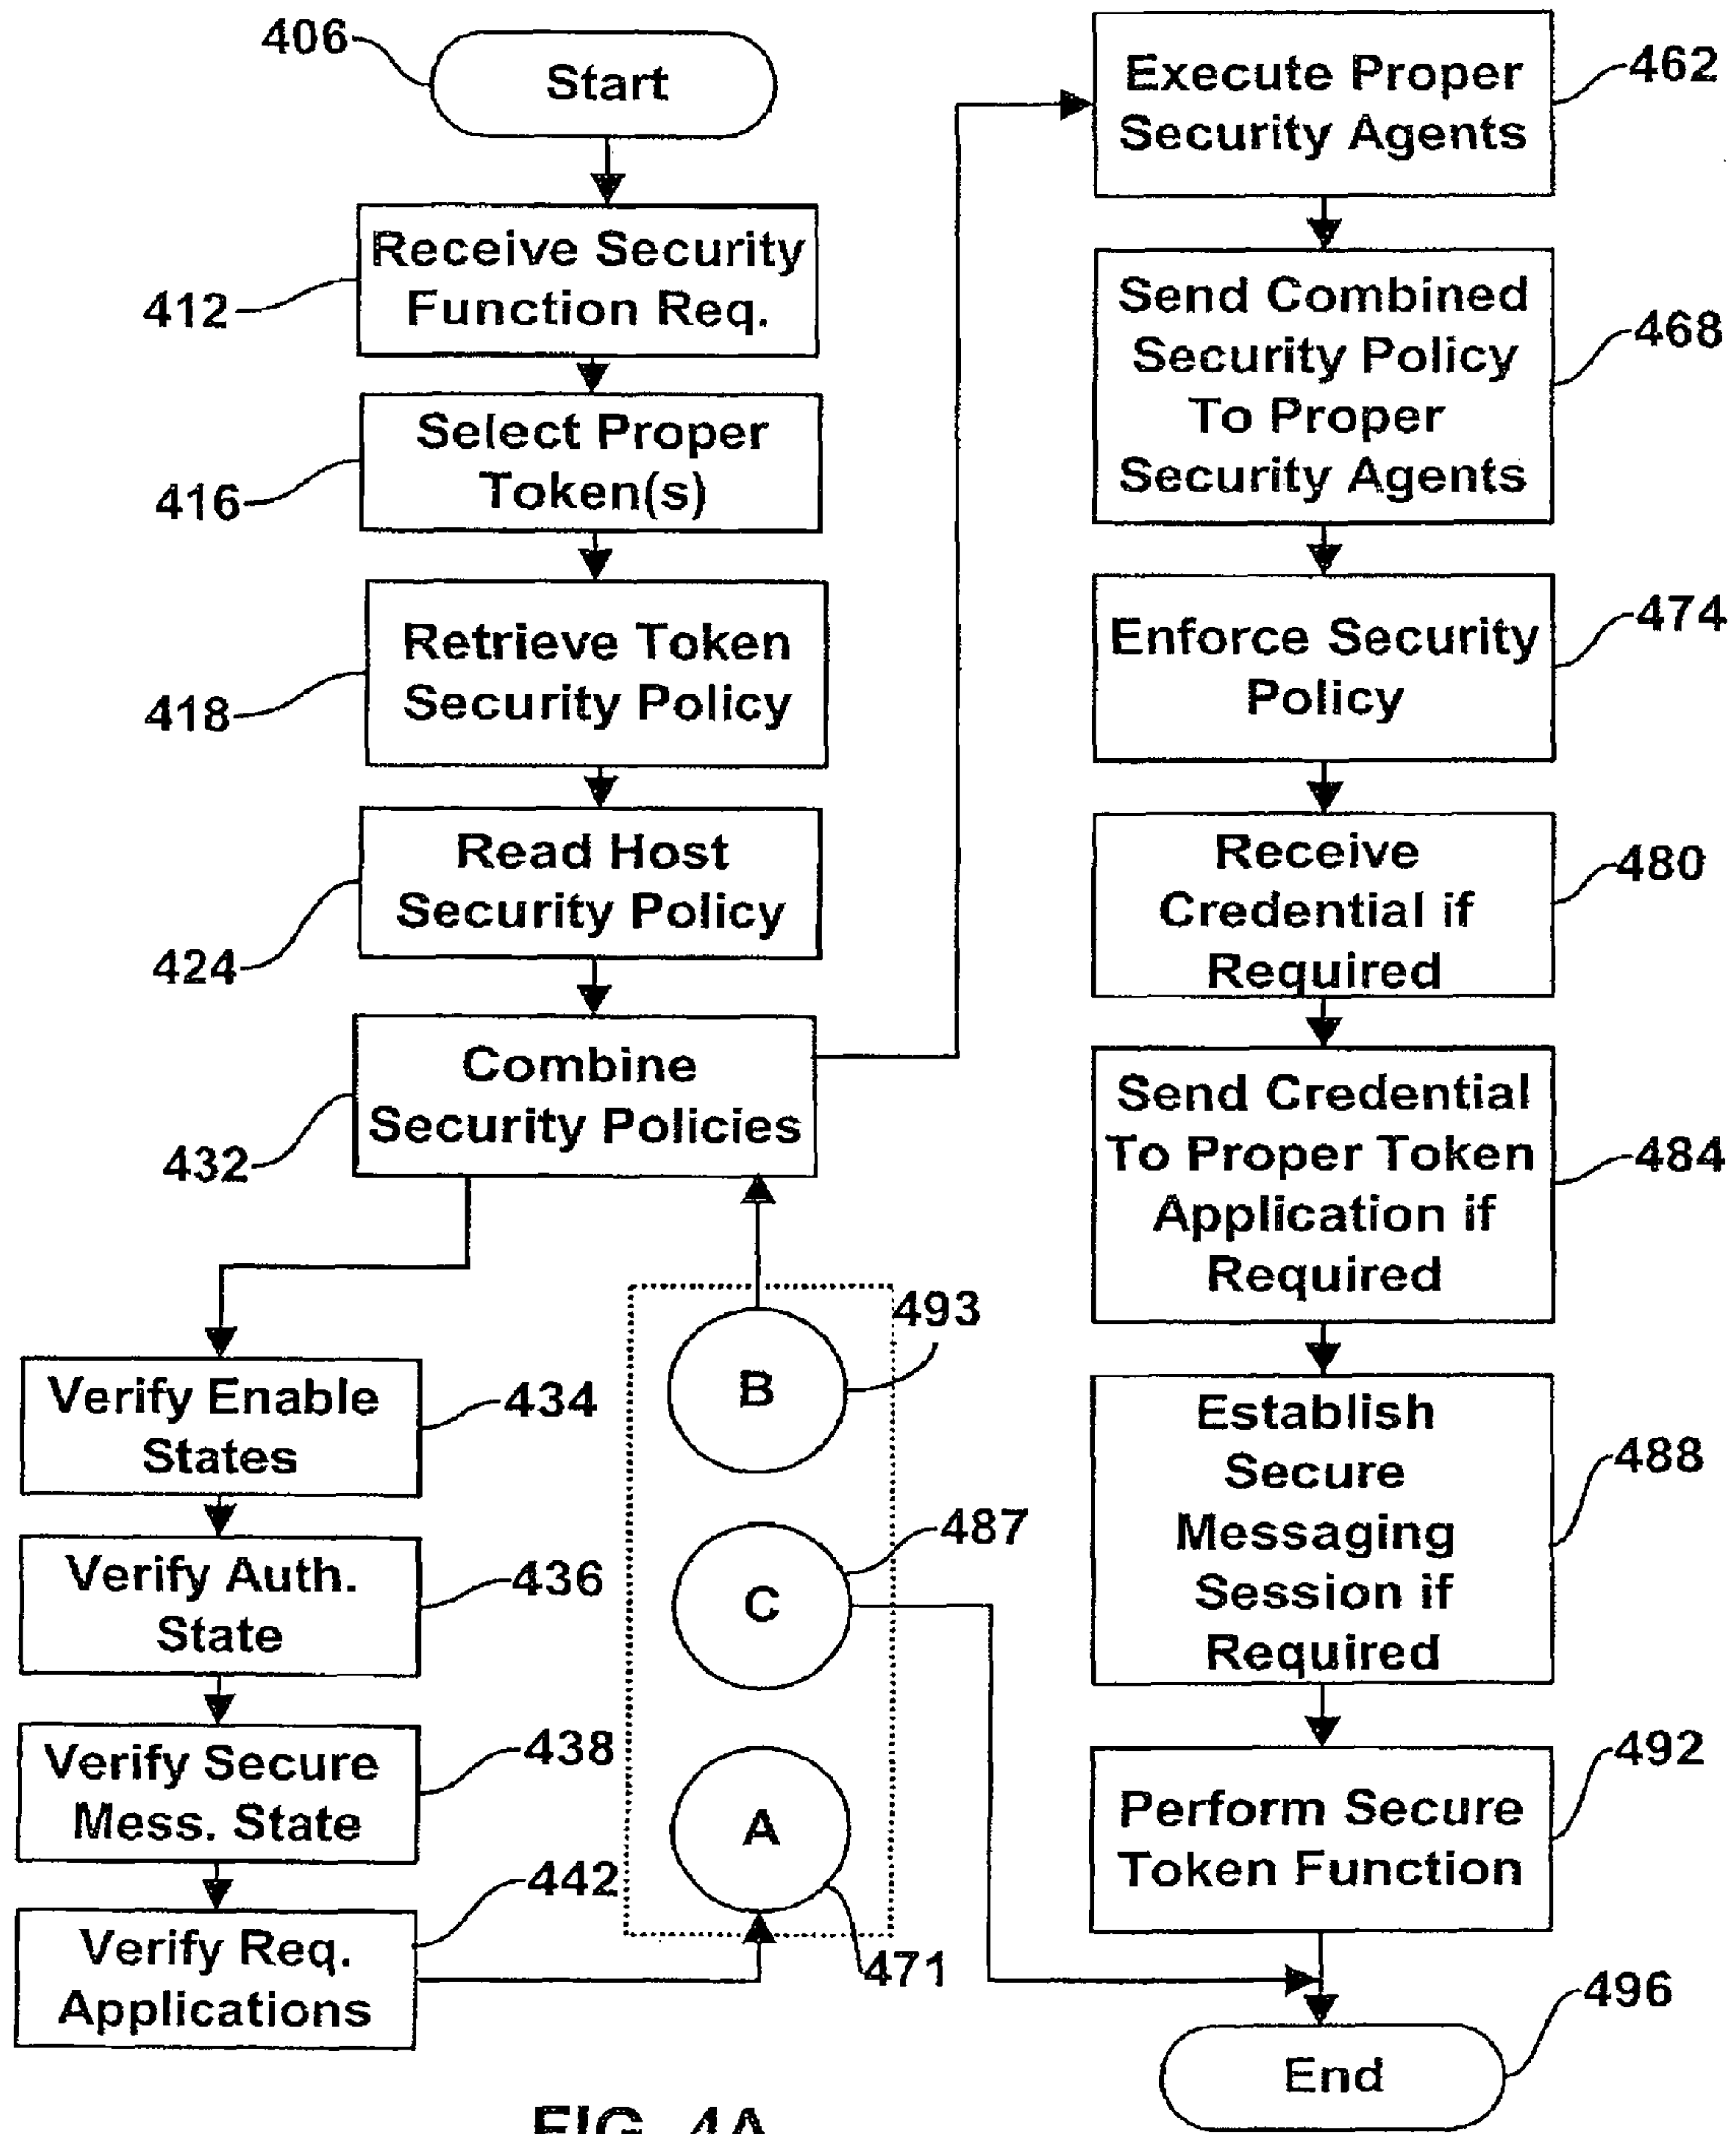 406
Start
Receive Security
Function Req.
412
Select Proper
Token(s)
416
Retrieve Token
Security Policy
418
Read Host
Security Policy
424
Combine
Security Policies
432
Verify Enable
States
434
Verify Auth.
State
436
Verify Secure
Mess. State
438
Verify Req.
Applications
442
B
493
C
487
A
471
Execute Proper
Security Agents
462
Send Combined
Security Policy
To Proper
Security Agents
468
Enforce Security
Policy
474
Receive
Credential if
Required
480
Send Credential
To Proper Token
Application if
Required
484
Establish
Secure
Messaging
Session if
Required
488
Perform Secure
Token Function
492
End
496
FIG. 4A